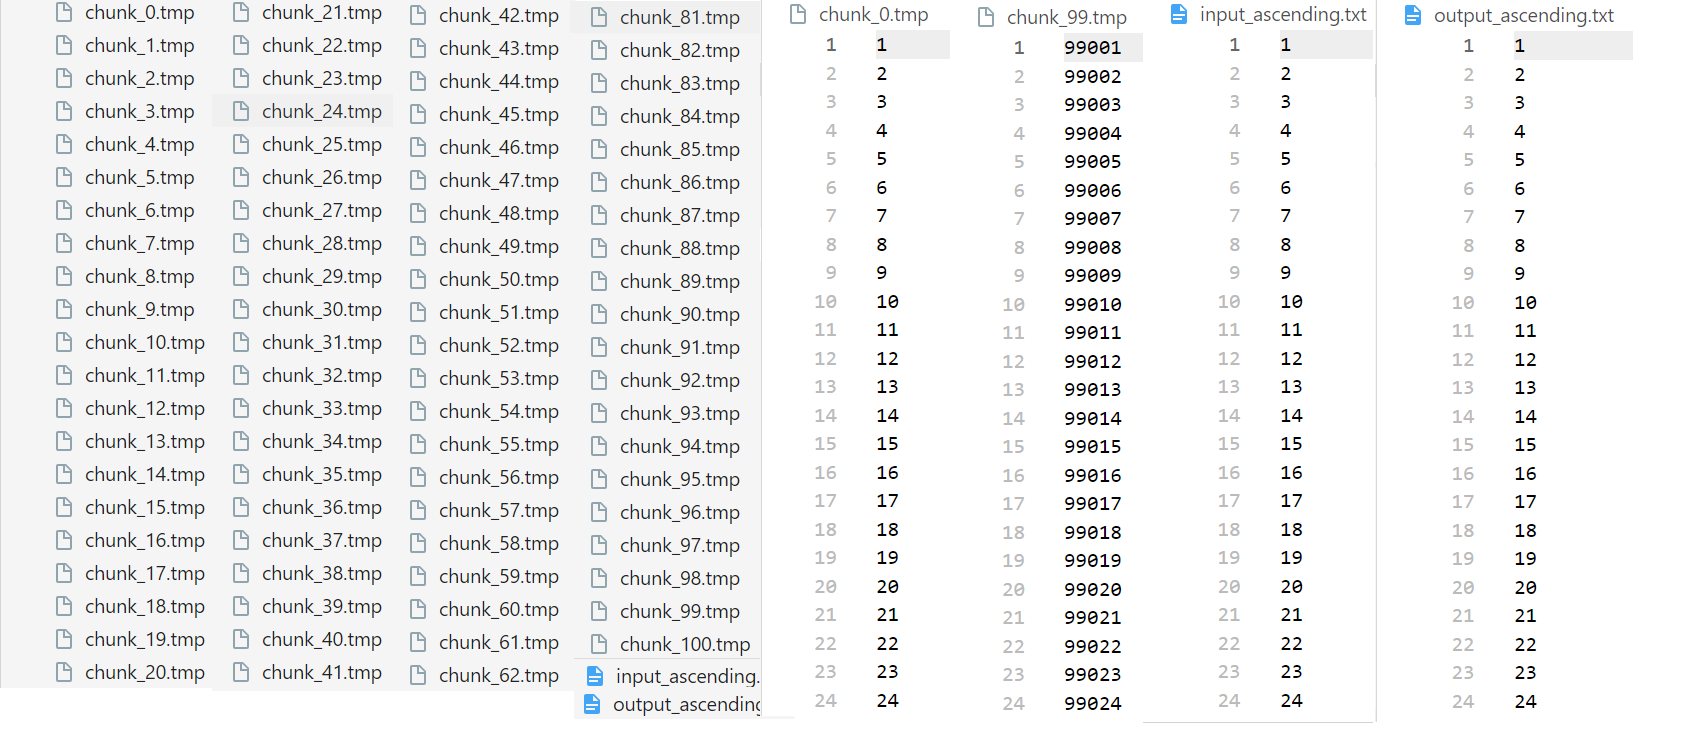 chunk_0.tmp
chunk_1.tmp
chunk_2.tmp
chunk_3.tmp
chunk_4.tmp
chunk_5.tmp
chunk_6.tmp
chunk_7.tmp
chunk_8.tmp
chunk_9.tmp
chunk_10.tmp
chunk_11.tmp
chunk_12.tmp
chunk_13.tmp
chunk_14.tmp
chunk_15.tmp
chunk_16.tmp
chunk_17.tmp
chunk_18.tmp
chunk_19.tmp
chunk_20.tmp
chunk_21.tmp
chunk_22.tmp
chunk_23.tmp
chunk_24.tmp
chunk_25.tmp
chunk_26.tmp
chunk_27.tmp
chunk_28.tmp
chunk_29.tmp
chunk_30.tmp
chunk_31.tmp
chunk_32.tmp
chunk_33.tmp
chunk_34.tmp
chunk_35.tmp
chunk_36.tmp
chunk_37.tmp
chunk_38.tmp
chunk_39.tmp
chunk_40.tmp
chunk_41.tmp
chunk_42.tmp
chunk_43.tmp
chunk_44.tmp
chunk_45.tmp
chunk_46.tmp
chunk_47.tmp
chunk_48.tmp
chunk_49.tmp
chunk_50.tmp
chunk_51.tmp
chunk_52.tmp
chunk_53.tmp
chunk_54.tmp
chunk_55.tmp
chunk_56.tmp
chunk_57.tmp
chunk_58.tmp
chunk_59.tmp
chunk_60.tmp
chunk_61.tmp
chunk_62.tmp
chunk_81.tmp
chunk_82.tmp
chunk_83.tmp
chunk_84.tmp
chunk_85.tmp
chunk_86.tmp
chunk_87.tmp
chunk_88.tmp
chunk_89.tmp
chunk_90.tmp
chunk_91.tmp
chunk_92.tmp
chunk_93.tmp
chunk_94.tmp
chunk_95.tmp
chunk_96.tmp
chunk_97.tmp
chunk_98.tmp
chunk_99.tmp
chunk_100.tmp
input_ascending.
output_ascending
chunk_0.tmp
1 1
2 2
3 3
4 4
5 5
6 6
7 7
8 8
9 9
10 10
11 11
12 12
13 13
14 14
15 15
16 16
17 17
18 18
19 19
20 20
21 21
22 22
23 23
24 24
chunk_99.tmp
1 99001
2 99002
3 99003
4 99004
5 99005
6 99006
7 99007
8 99008
9 99009
10 99010
11 99011
12 99012
13 99013
14 99014
15 99015
16 99016
17 99017
18 99018
19 99019
20 99020
21 99021
22 99022
23 99023
24 99024
input_ascending.txt
1 1
2 2
3 3
4 4
5 5
6 6
7 7
8 8
9 9
10 10
11 11
12 12
13 13
14 14
15 15
16 16
17 17
18 18
19 19
20 20
21 21
22 22
23 23
24 24
output_ascending.txt
1 1
2 2
3 3
4 4
5 5
6 6
7 7
8 8
9 9
10 10
11 11
12 12
13 13
14 14
15 15
16 16
17 17
18 18
19 19
20 20
21 21
22 22
23 23
24 24